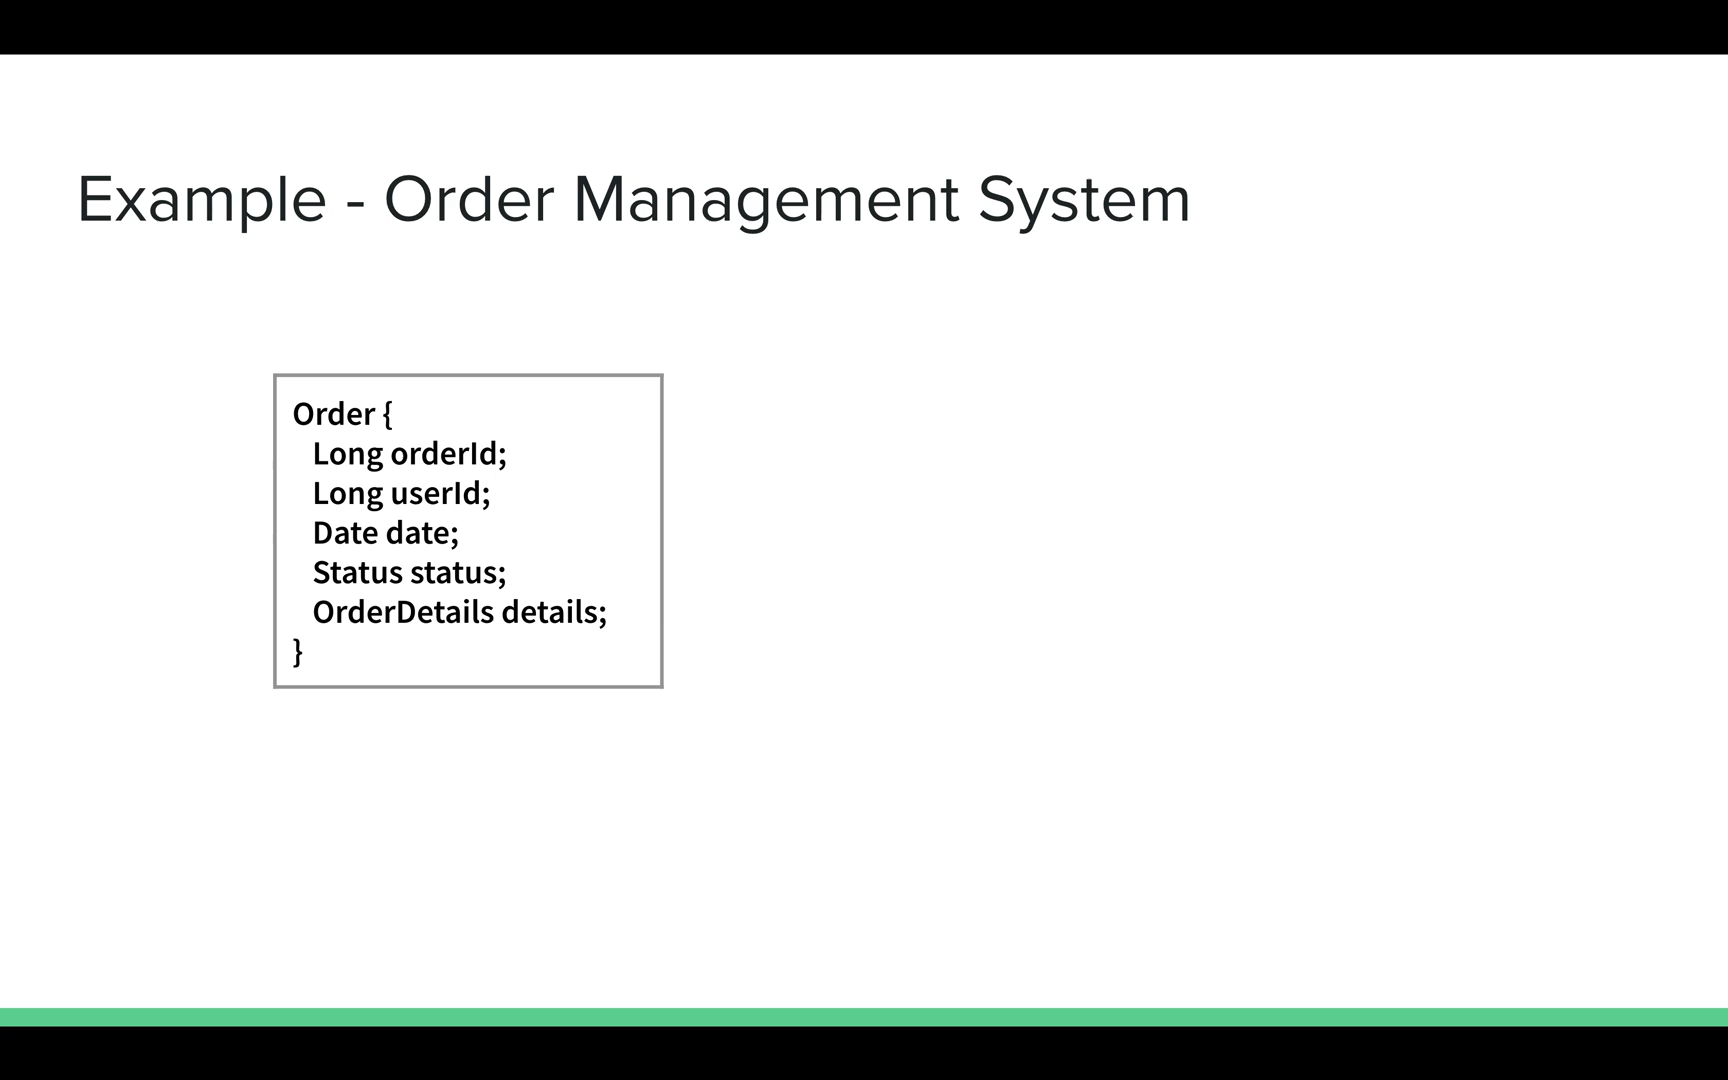 Example - Order Management System
Order {
Long orderId;
Long userId;
Date date;
Status status;
OrderDetails details;
}